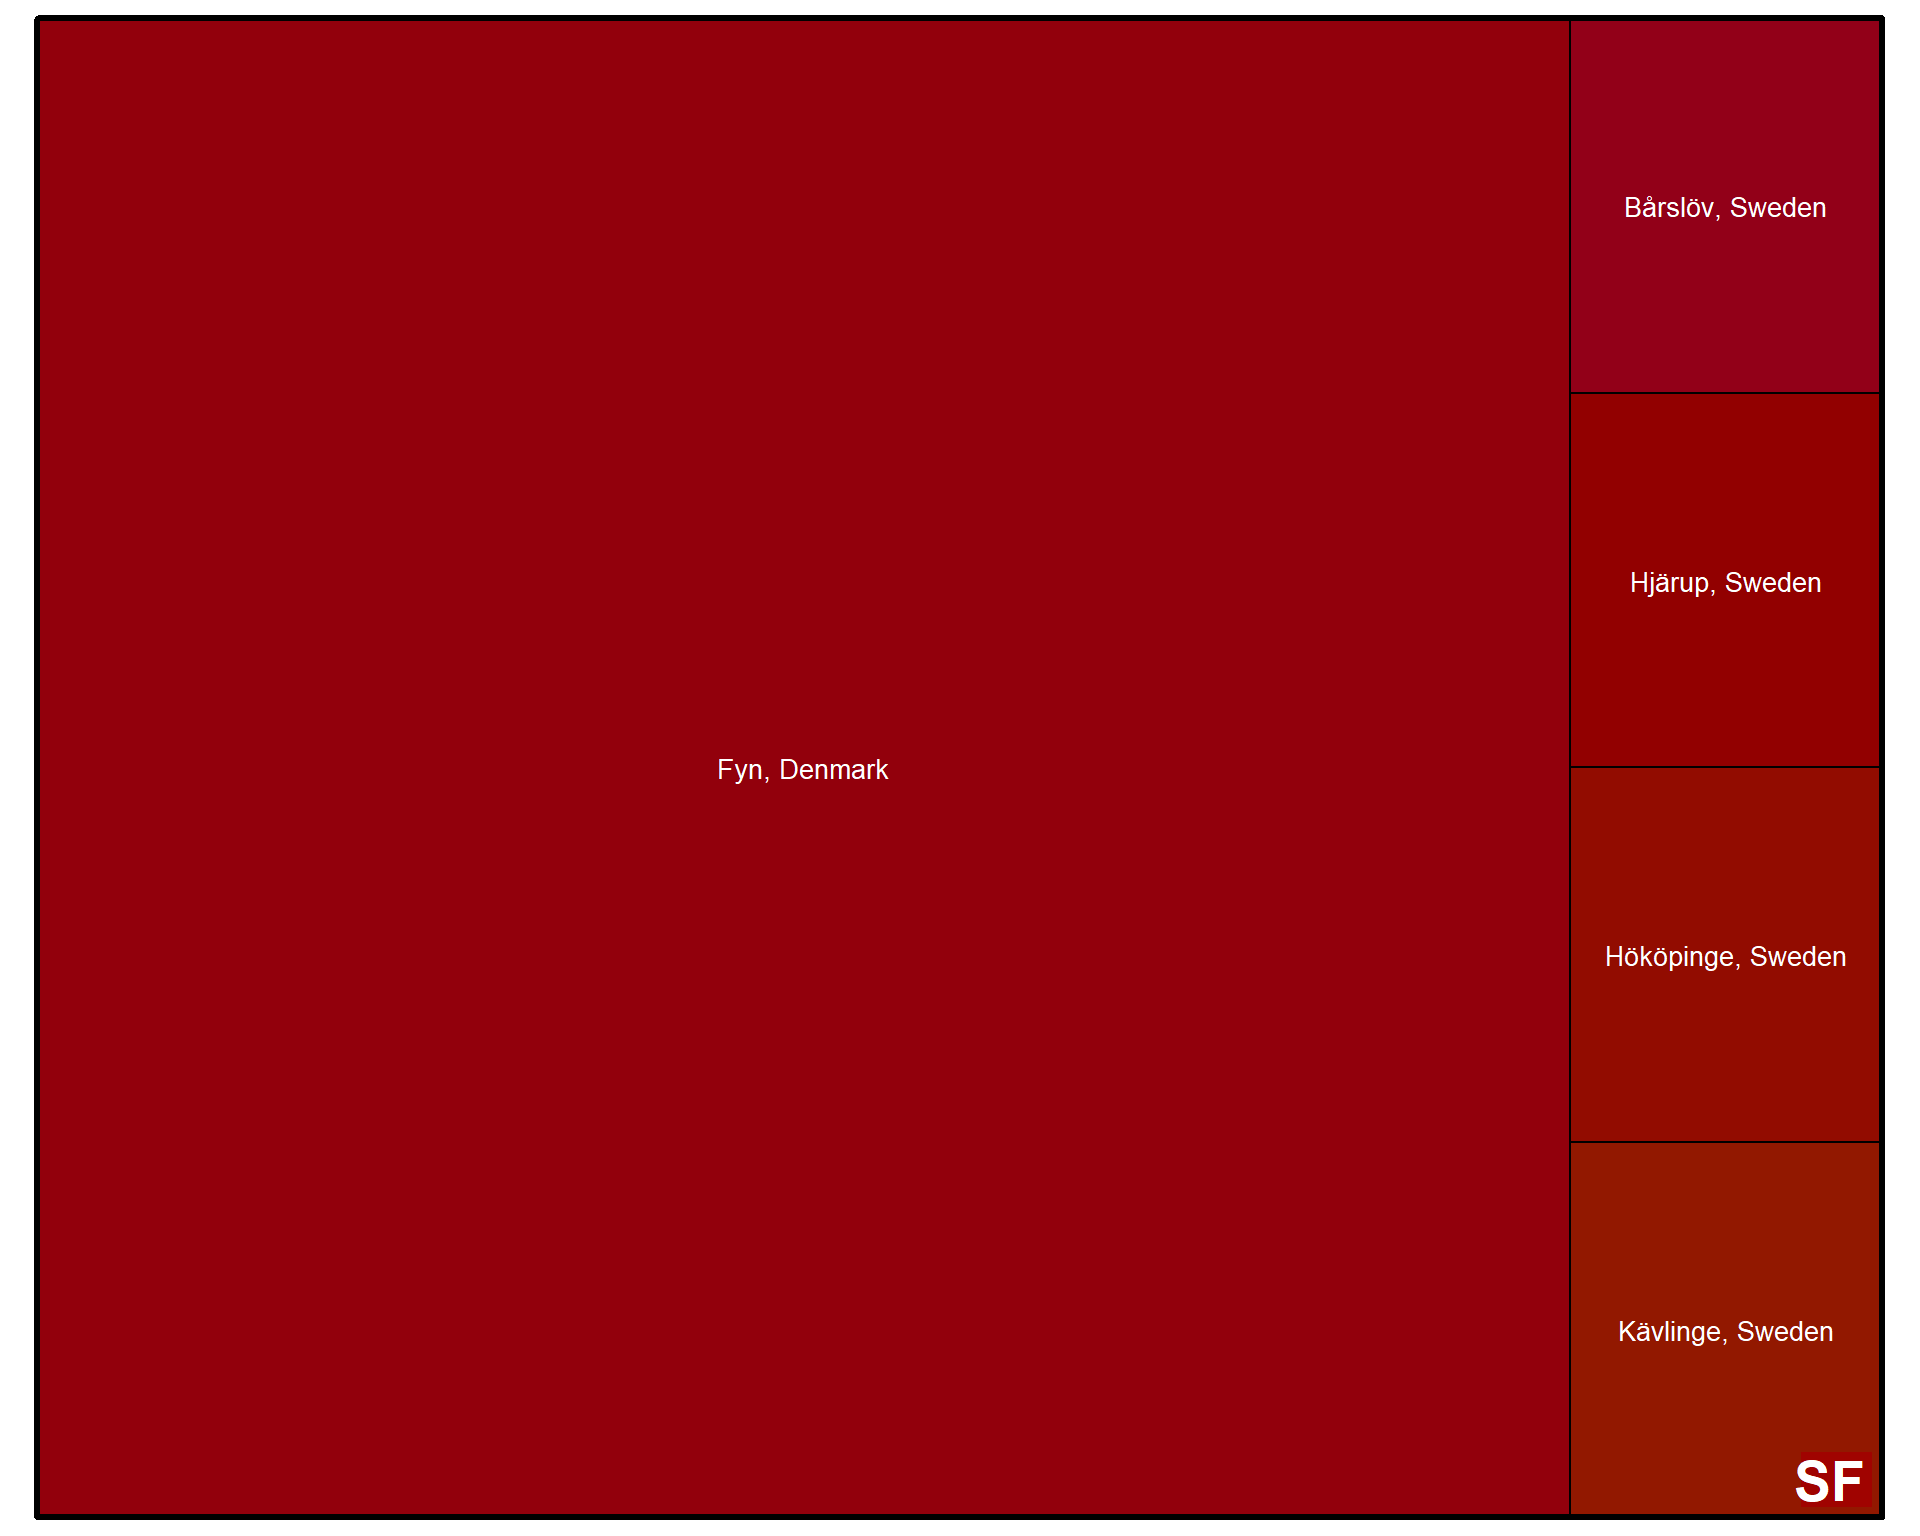 Bårslöv, Sweden
Hjärup, Sweden
Fyn, Denmark
Hököpinge, Sweden
Kävlinge, Sweden
SF